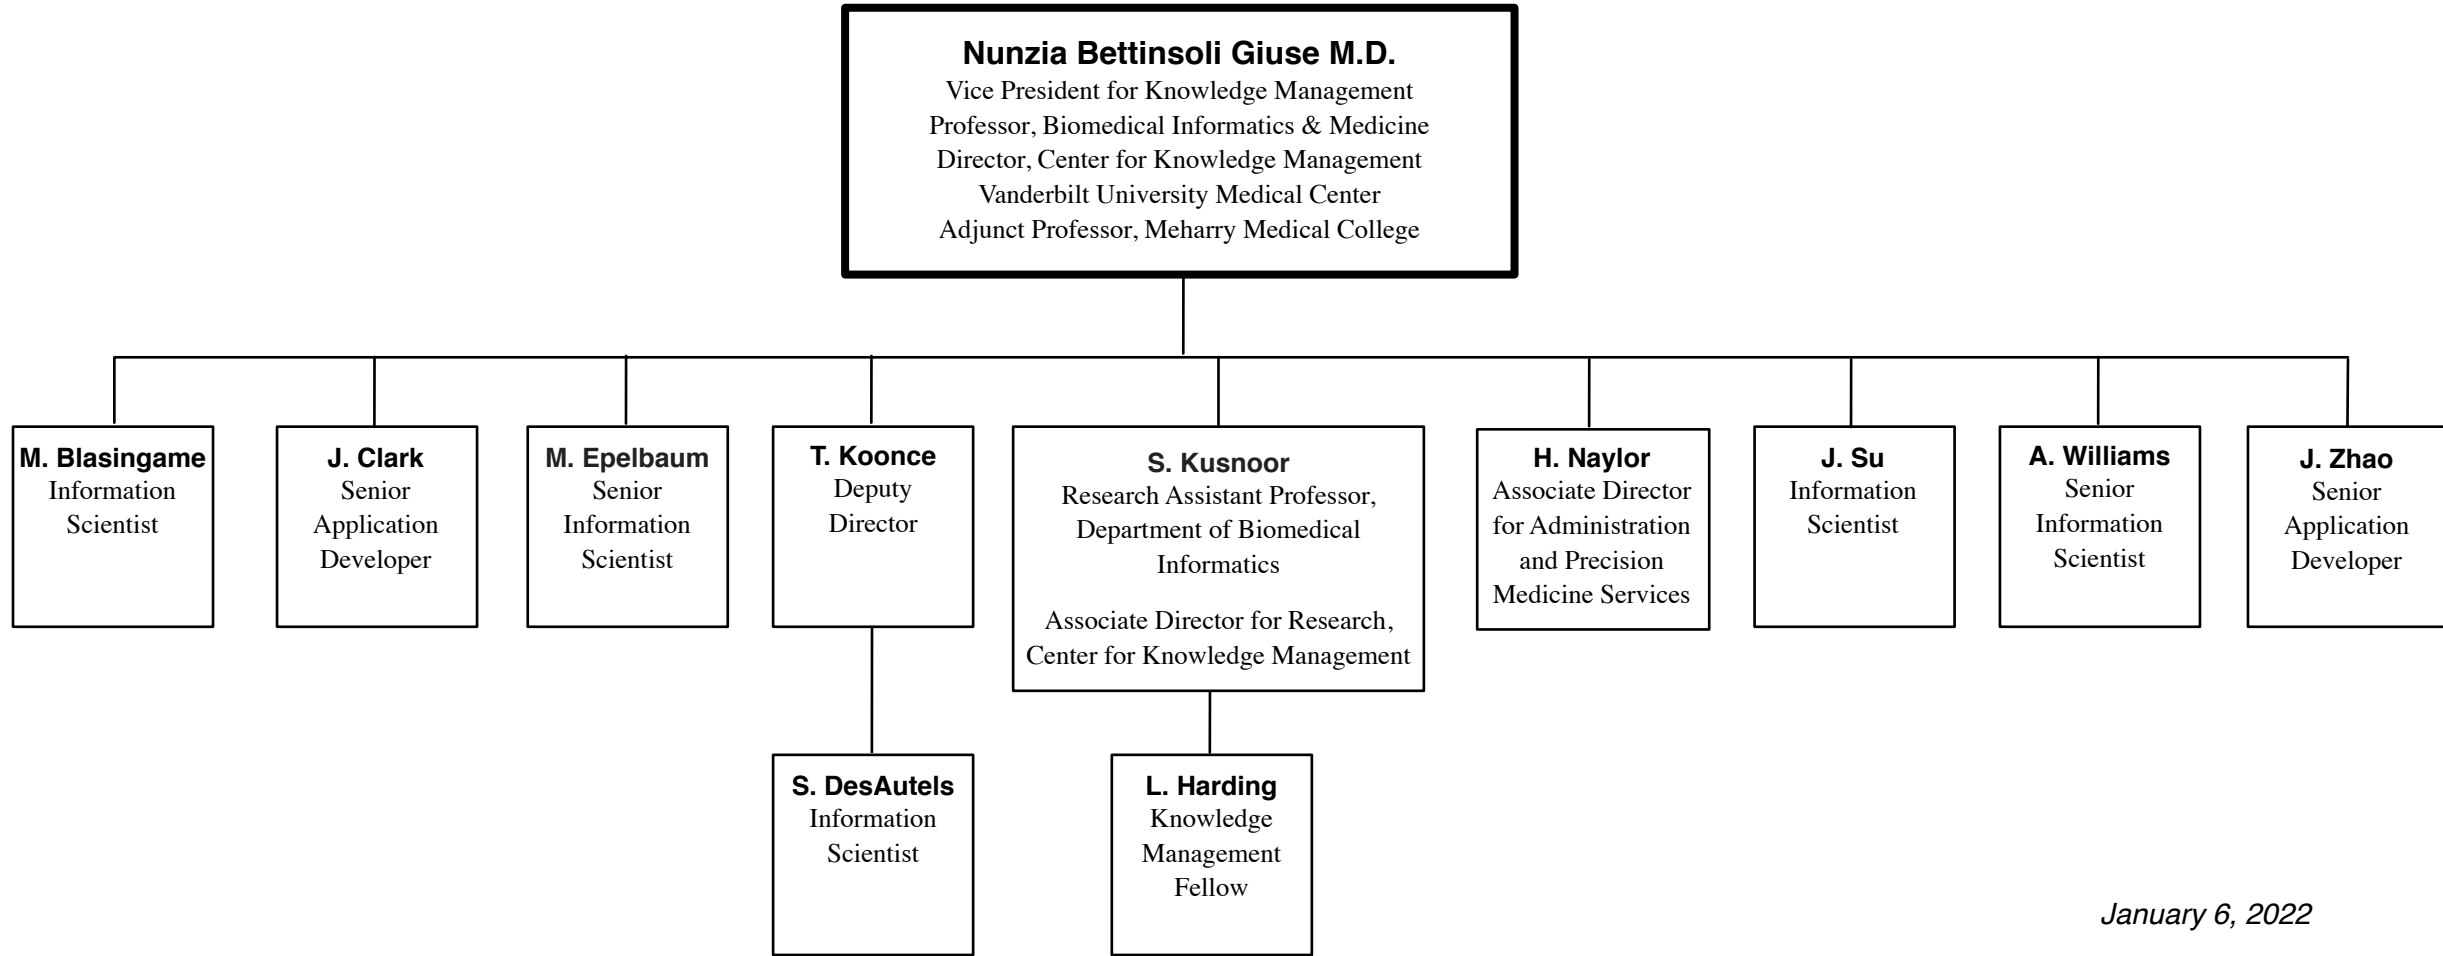 Nunzia Bettinsoli Giuse M.D.
Vice President for Knowledge Management
Professor, Biomedical Informatics & Medicine
Director, Center for Knowledge Management
Vanderbilt University Medical Center
Adjunct Professor, Meharry Medical College
M. Blasingame
Information
Scientist
J. Clark
Senior
Application
Developer
M. Epelbaum
Senior
Information
Scientist
T. Koonce
Deputy
Director
S. Kusnoor
Research Assistant Professor,
Department of Biomedical
Informatics
Associate Director for Research,
Center for Knowledge Management
H. Naylor
Associate Director
for Administration
and Precision
Medicine Services
J. Su
Information
Scientist
A. Williams
Senior
Information
Scientist
J. Zhao
Senior
Application
Developer
S. DesAutels
Information
Scientist
L. Harding
Knowledge
Management
Fellow
January 6, 2022